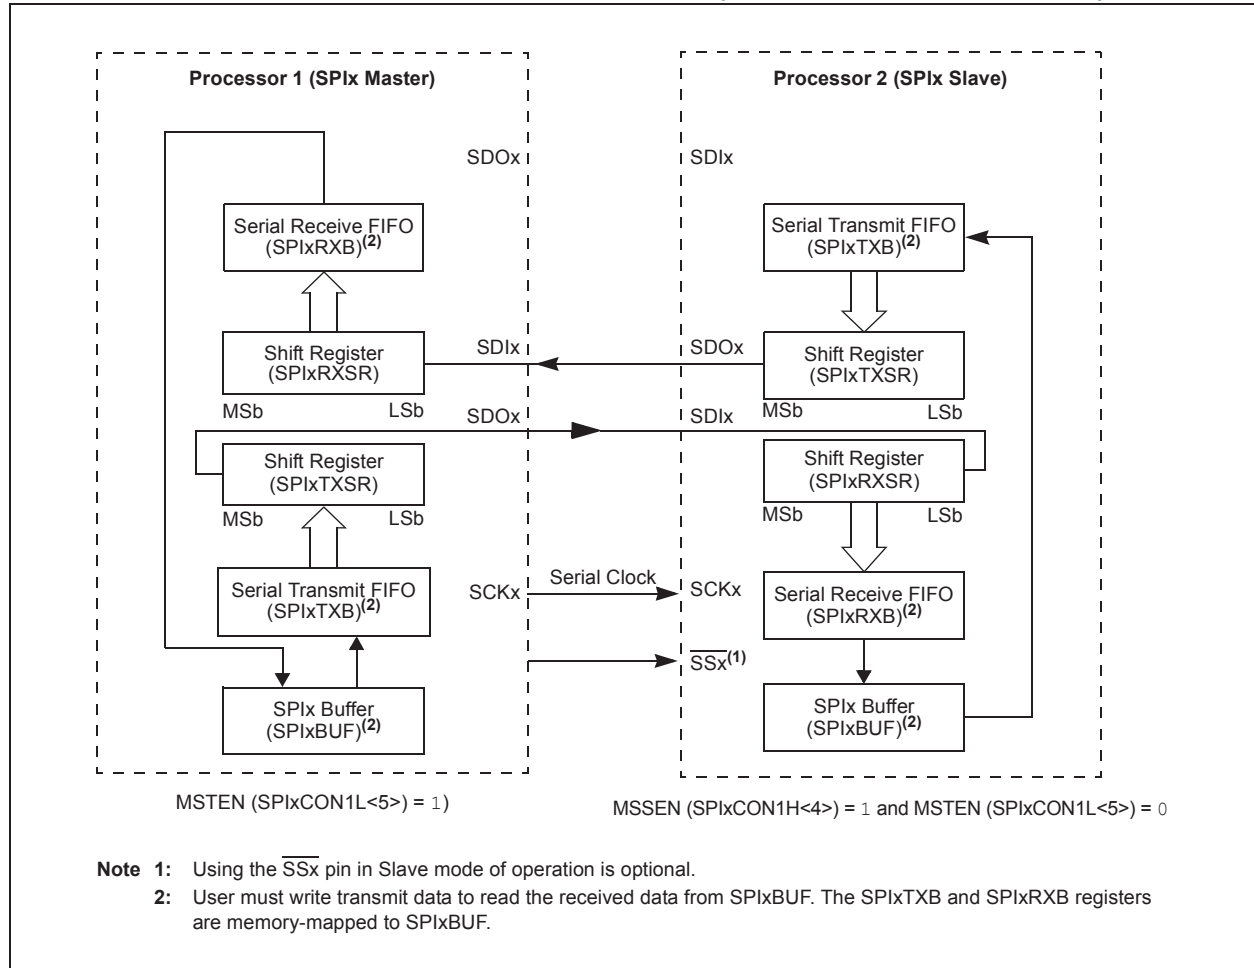 Processor 1 (SPIx Master)
Processor 2 (SPIx Slave)
SDOx
SDIx
Serial Receive FIFO
(SPIxRXB)(2)
Serial Transmit FIFO
(SPIxTXB)(2)
Shift Register
(SPIxRXSR)
SDIx
SDOx
Shift Register
(SPIxTXSR)
MSb
LSb
MSb
LSb
SDOx
SDIx
Shift Register
(SPIxTXSR)
Shift Register
(SPIxRXSR)
MSb
LSb
MSb
LSb
Serial Transmit FIFO
(SPIxTXB)(2)
SCKx
Serial Clock
SCKx
Serial Receive FIFO
(SPIxRXB)(2)
SSx(1)
SPIx Buffer
(SPIxBUF)(2)
SPIx Buffer
(SPIxBUF)(2)
MSTEN (SPIxCON1L<5>) = 1)
MSSEN (SPIxCON1H<4>) = 1 and MSTEN (SPIxCON1L<5>) = 0
Note 1: Using the SSx pin in Slave mode of operation is optional.
2: User must write transmit data to read the received data from SPIxBUF. The SPIxTXB and SPIxRXB registers
are memory-mapped to SPIxBUF.